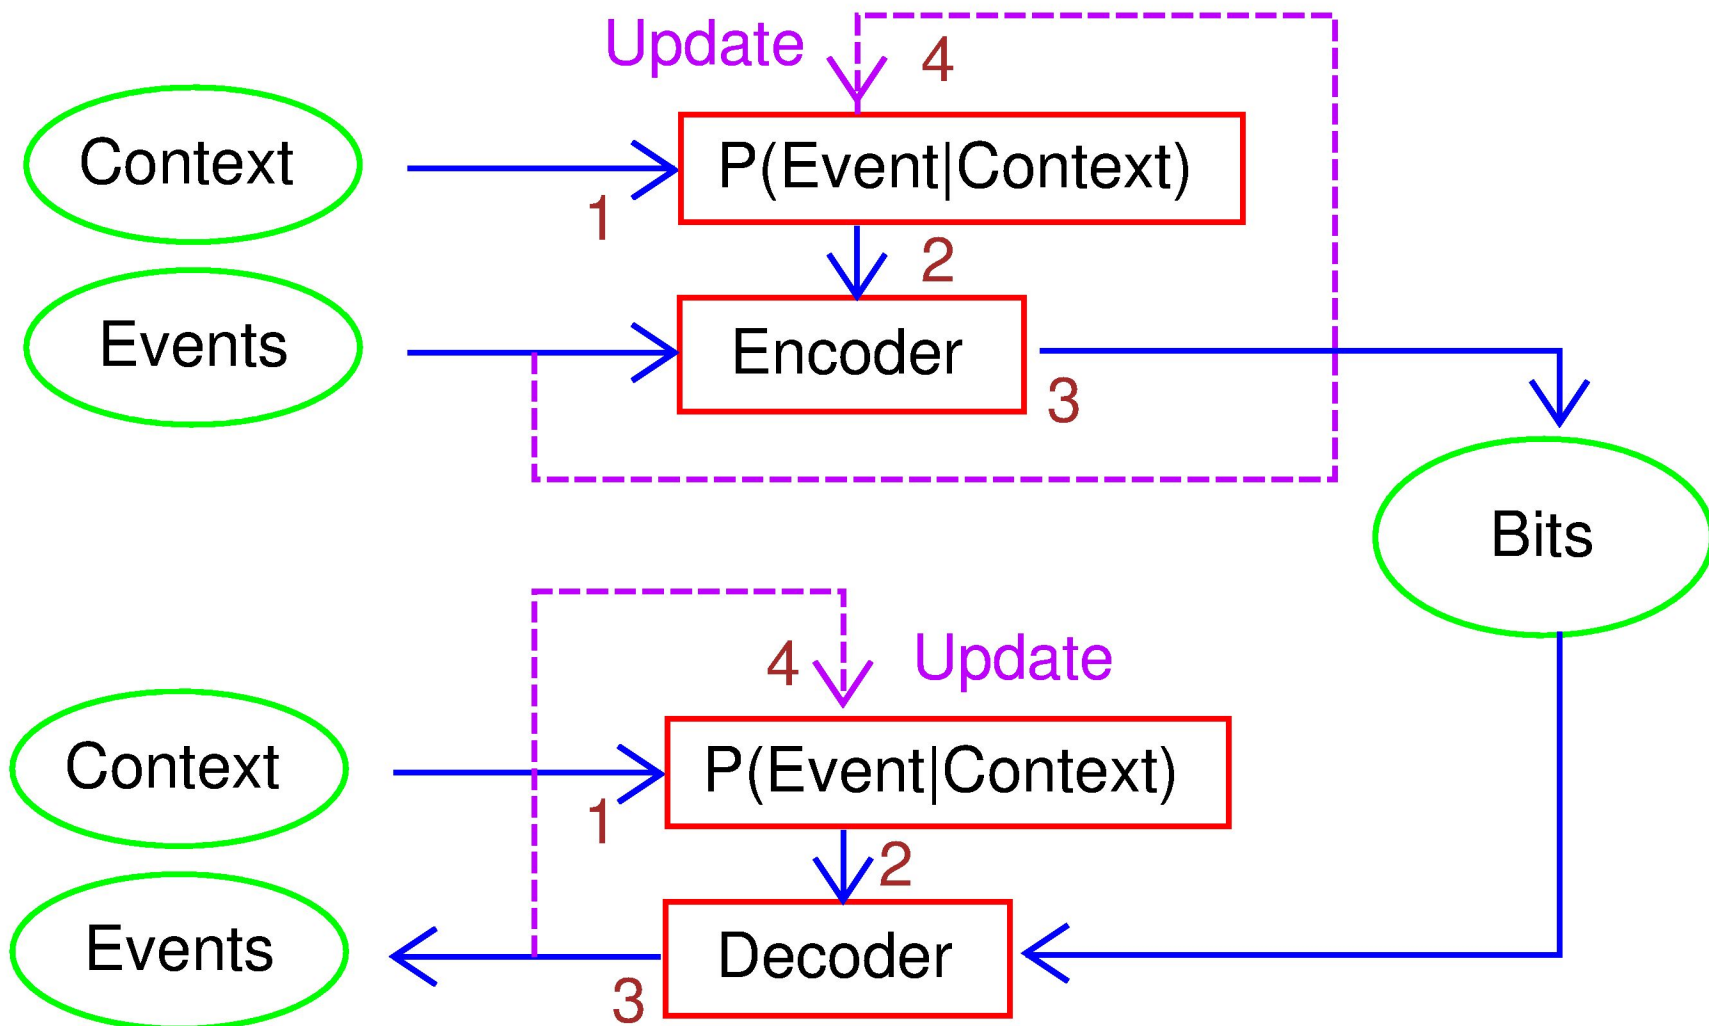 Update 4
Context
P(Event|Context)
1
2
Events
Encoder
3
Bits
4 Update
Context
P(Event|Context)
1
2
Events
Decoder
3